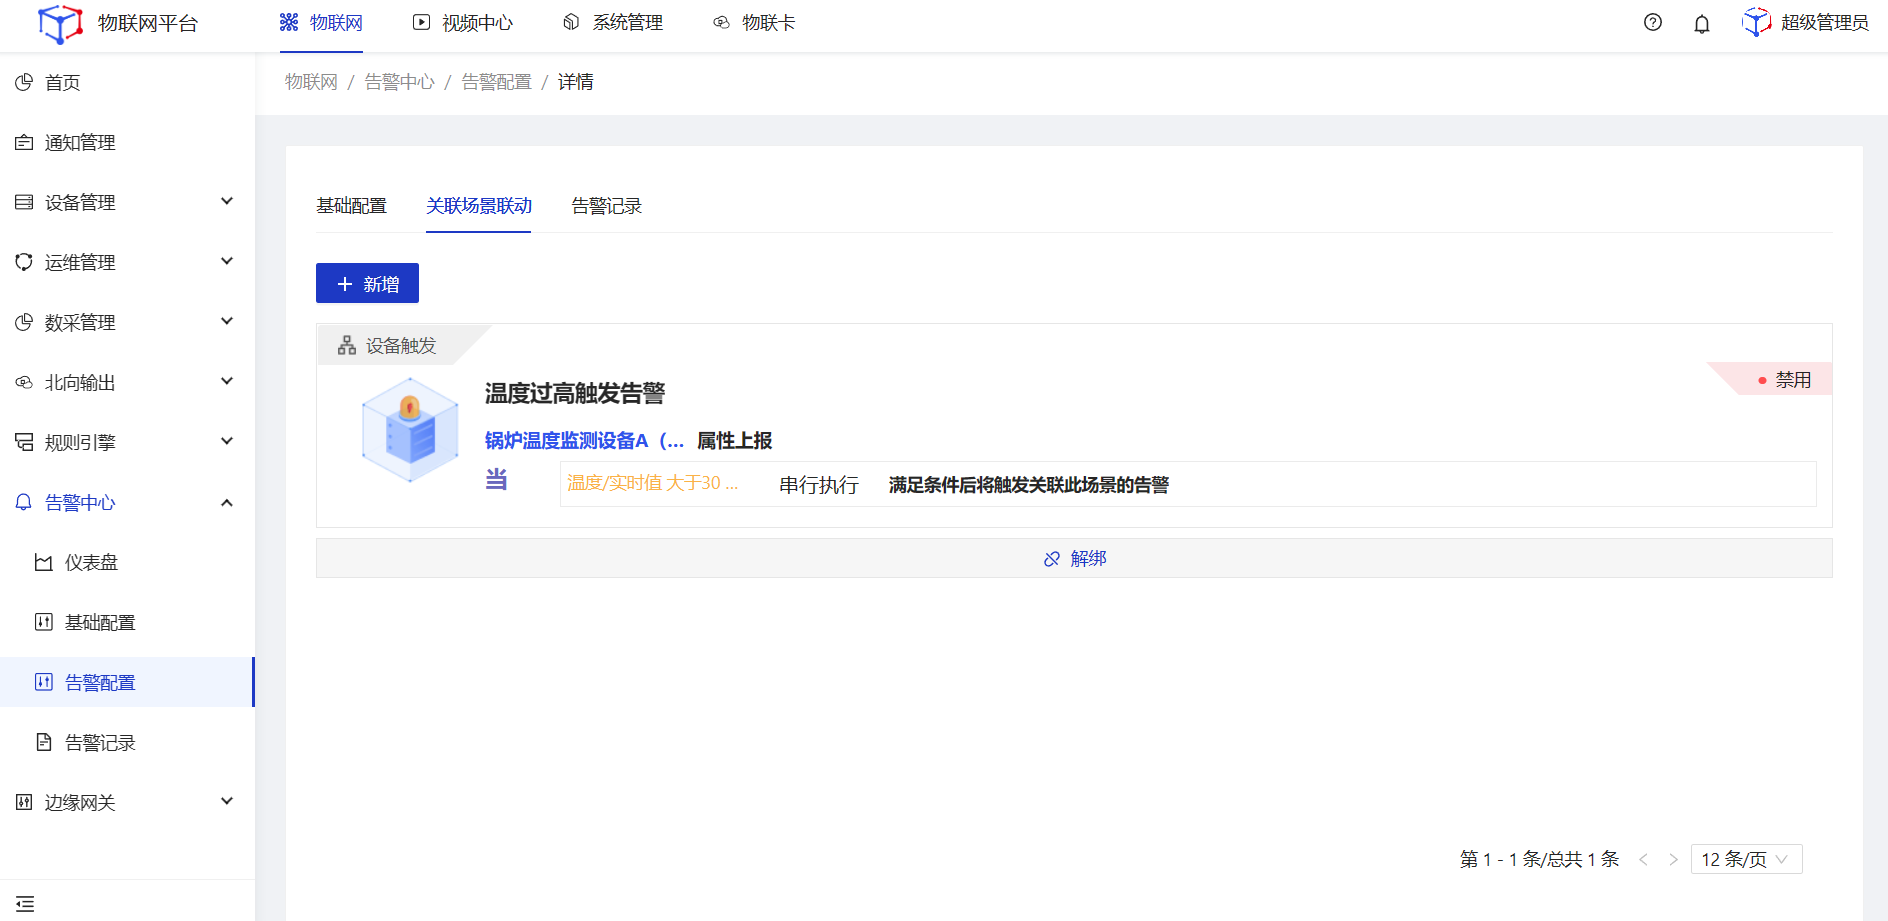 物联网平台
物联网
视频中心
系统管理
物联卡
超级管理员
首页
通知管理
设备管理
运维管理
数采管理
北向输出
规则引擎
告警中心
仪表盘
基础配置
告警配置
告警记录
边缘网关
物联网 / 告警中心 / 告警配置 / 详情
基础配置
关联场景联动
告警记录
新增
设备触发
禁用
温度过高触发告警
锅炉温度监测设备A（... 属性上报
当
温度/实时值 大于30 ...
串行执行
满足条件后将触发关联此场景的告警
解绑
第 1 - 1 条/总共 1 条
12 条/页